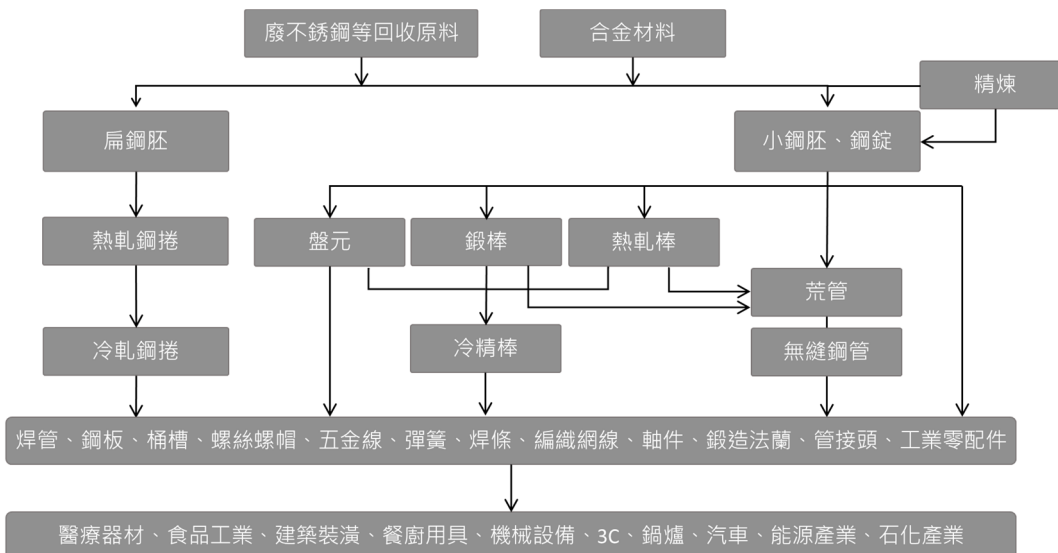 廢不銹鋼等回收原料
合金材料
精煉
扁鋼胚
小鋼胚、鋼錠
熱軋鋼捲
盤元
鍛棒
熱軋棒
荒管
冷軋鋼捲
冷精棒
無縫鋼管
焊管、鋼板、桶槽、螺絲螺帽、五金線、彈簧、焊條、編織網線、軸件、鍛造法蘭、管接頭、工業零配件
醫療器材、食品工業、建築裝潢、餐廚用具、機械設備、3C、鍋爐、汽車、能源產業、石化產業